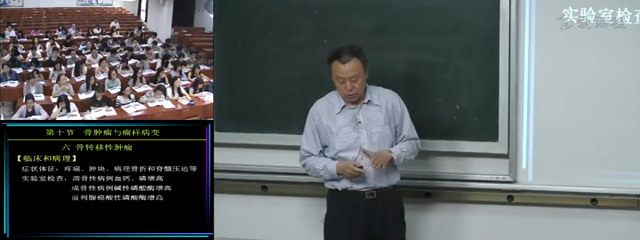 实验室检查
第十节 骨肿瘤与瘤样病变
六 骨转移性肿瘤
【临床和病理】
症状体征：疼痛、肿块、病理骨折和脊髓压迫等
实验室检查：溶骨性病例血钙、磷增高
成骨性病例碱性磷酸酶增高
前列腺癌酸性磷酸酶增高